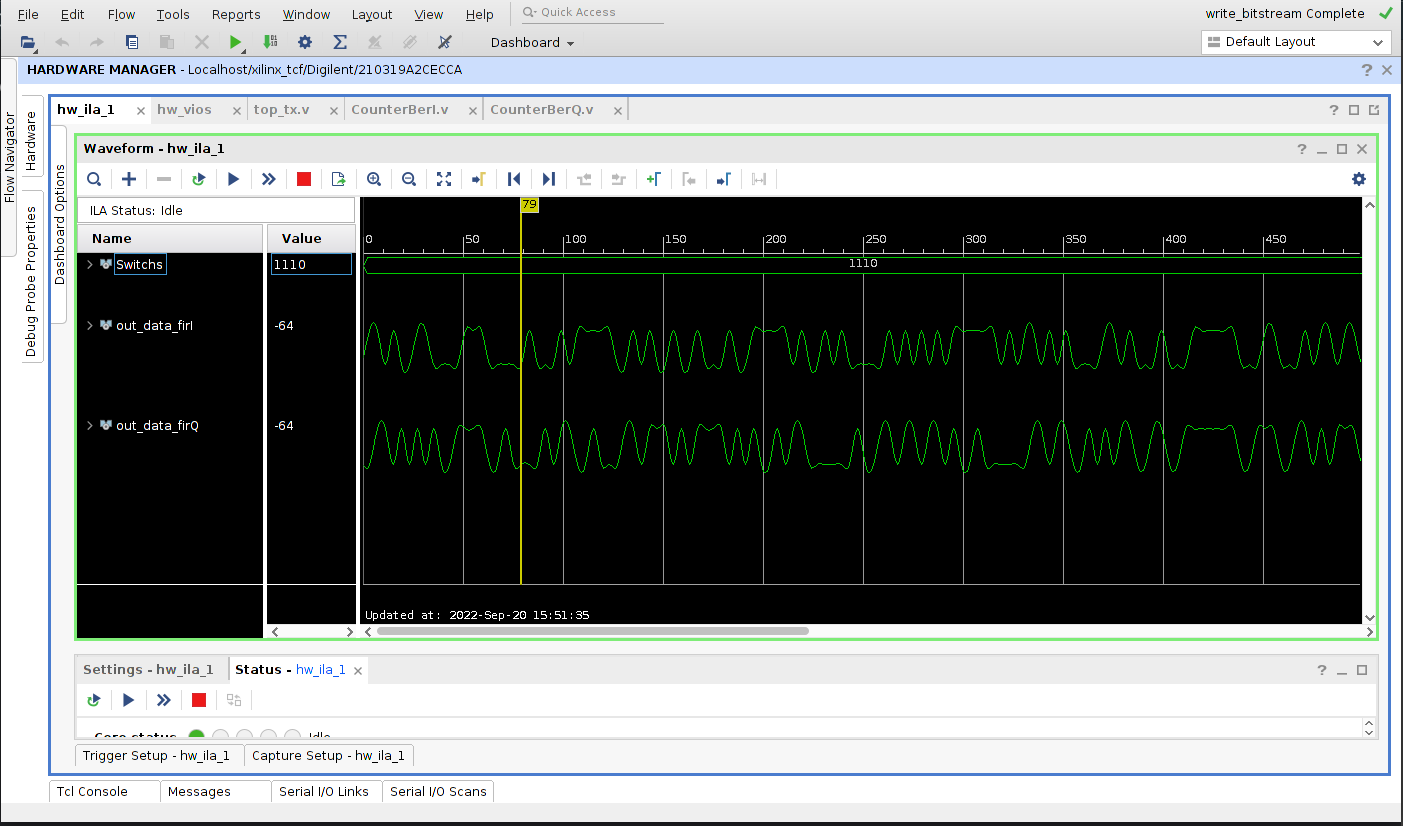 File Edit Flow Tools Reports Window Layout View Help Quick Access write_bitstream Complete
Dashboard Default Layout
HARDWARE MANAGER - Localhost/xilinx_tcf/Digilent/210319A2CECCA
Flow Navigator
Hardware
Debug Probe Properties
Dashboard Options
hw_ila_1 hw_vios top_tx.v CounterBerI.v CounterBerQ.v
Waveform - hw_ila_1
ILA Status: Idle
79
Name Value
0 50 100 150 200 250 300 350 400 450
Switchs 1110 1110
out_data_firI -64
out_data_firQ -64
Updated at: 2022-Sep-20 15:51:35
Settings - hw_ila_1 Status - hw_ila_1
Core status Idle
Trigger Setup - hw_ila_1 Capture Setup - hw_ila_1
Tcl Console Messages Serial I/O Links Serial I/O Scans